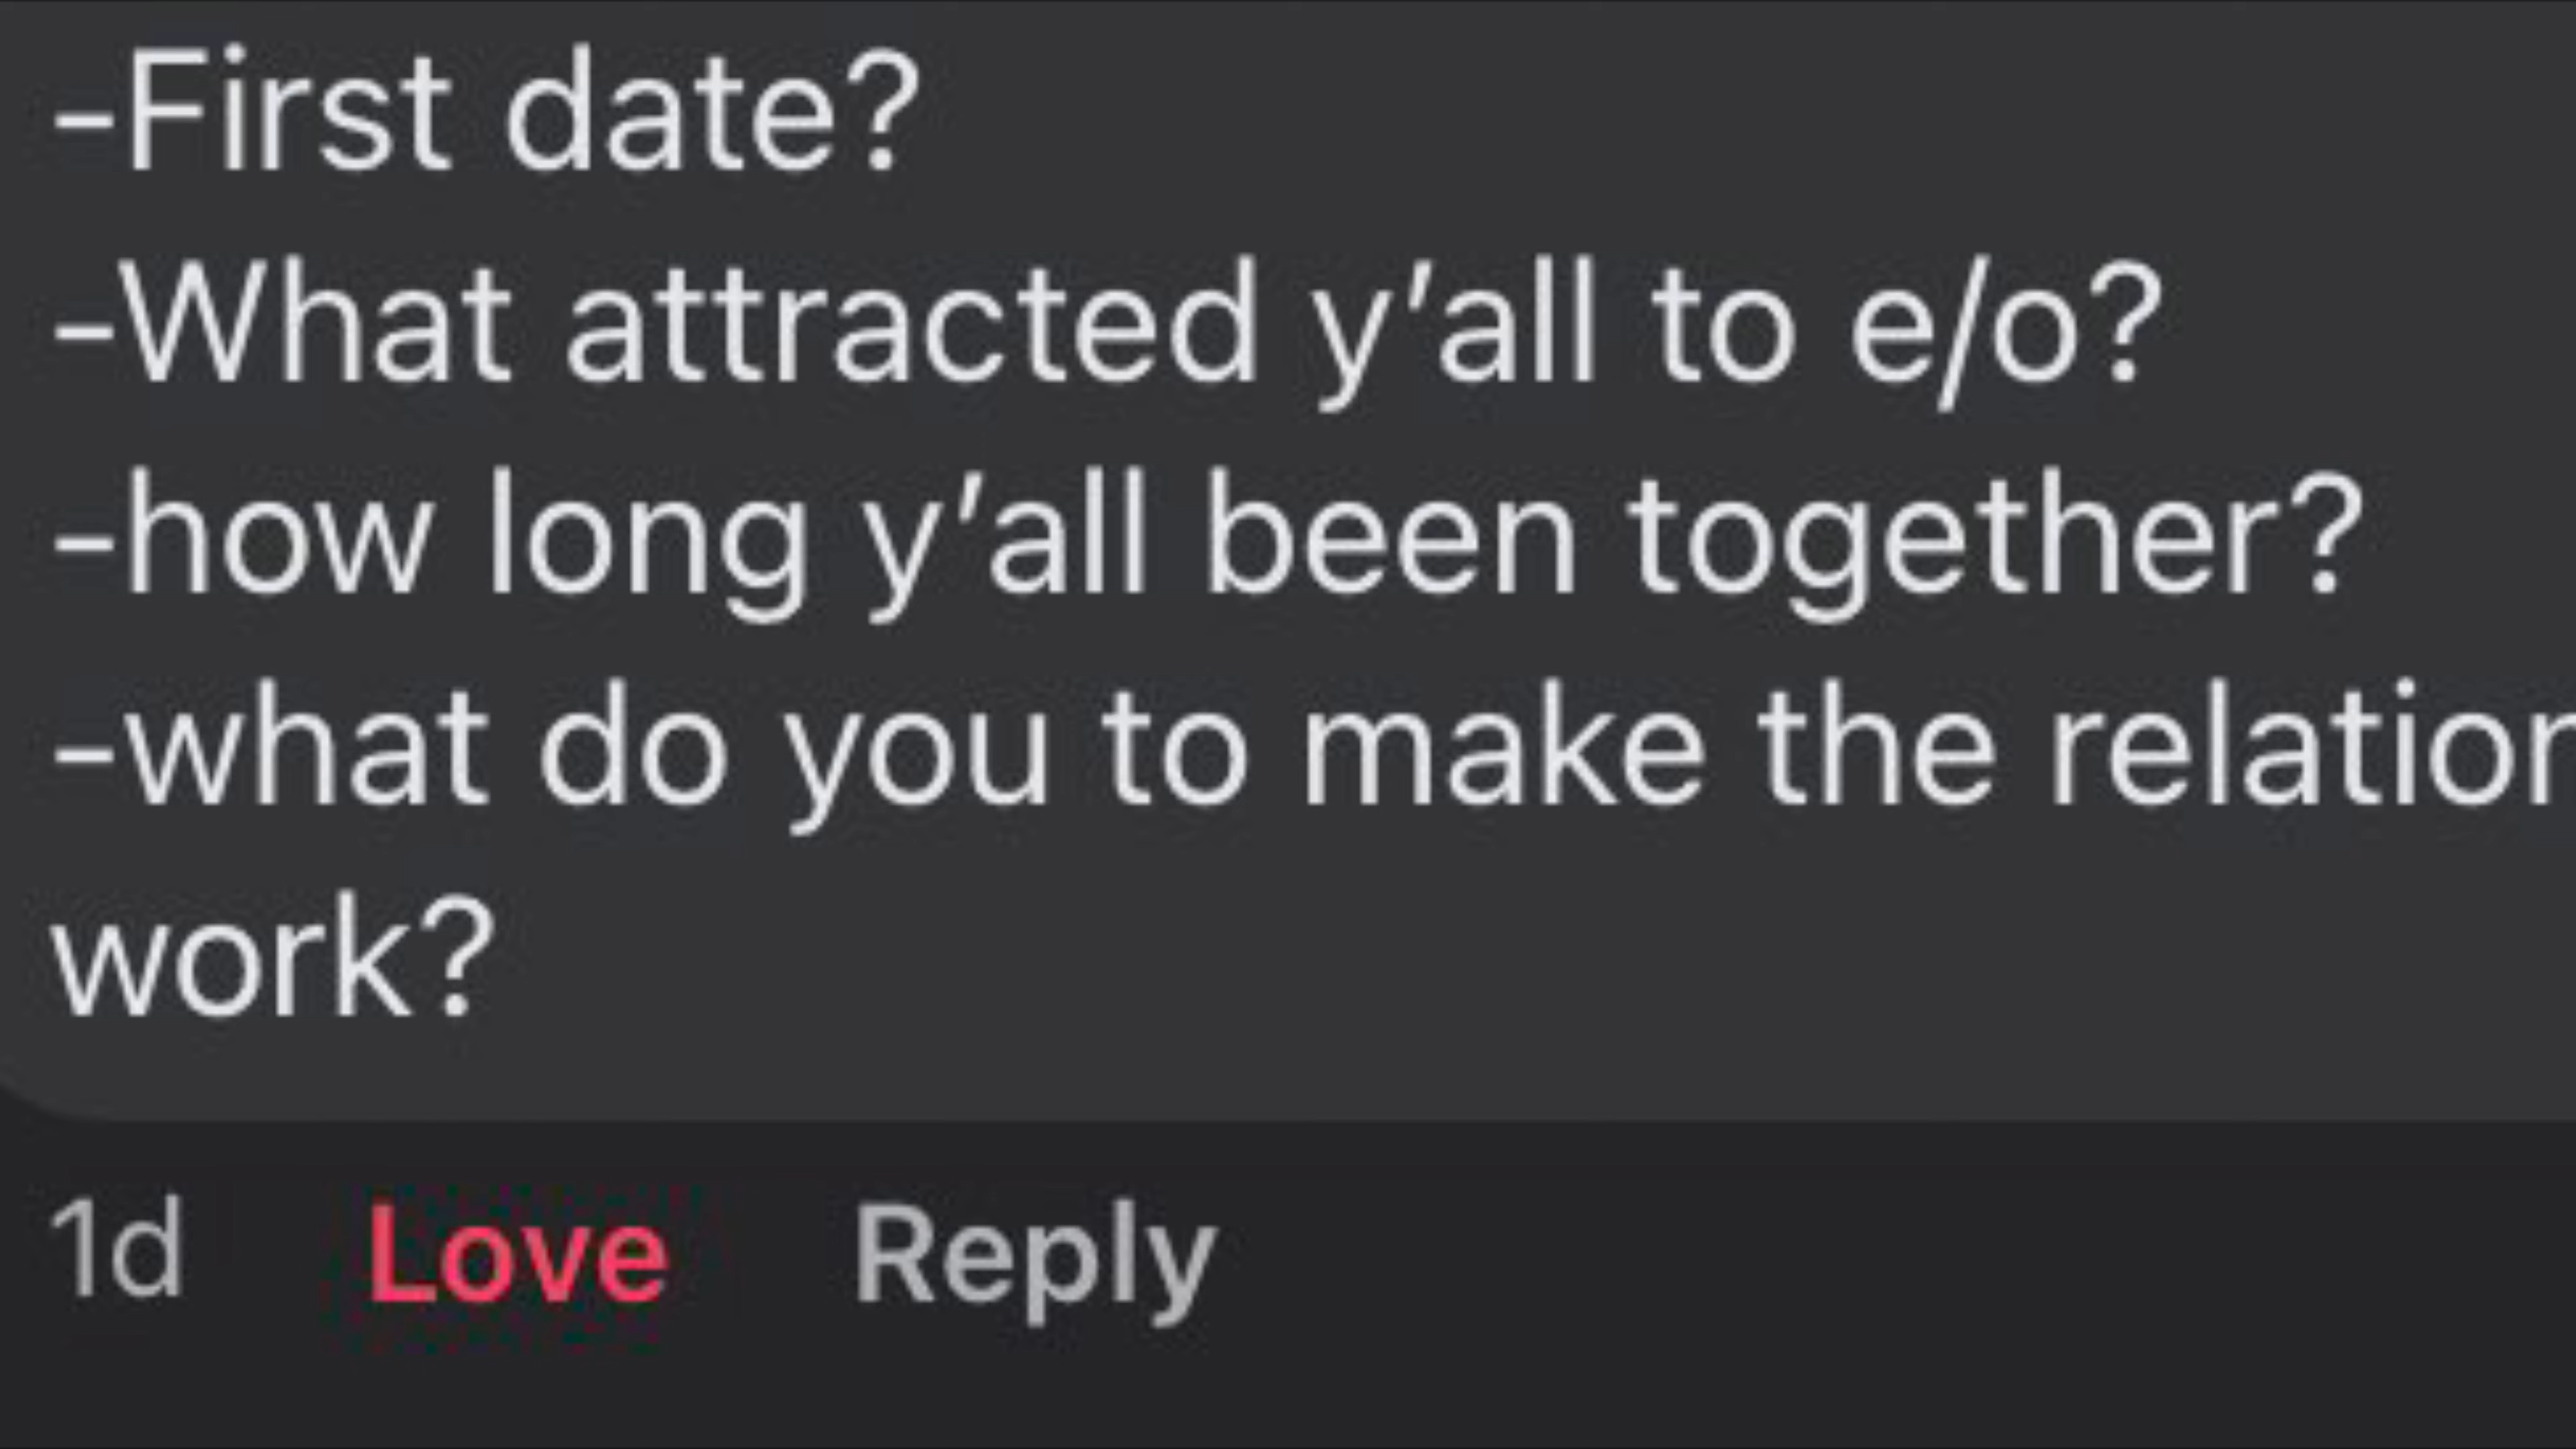 -First date?
-What attracted y'all to e/o?
-how long y'all been together?
-what do you to make the relation
work?
1d Love Reply